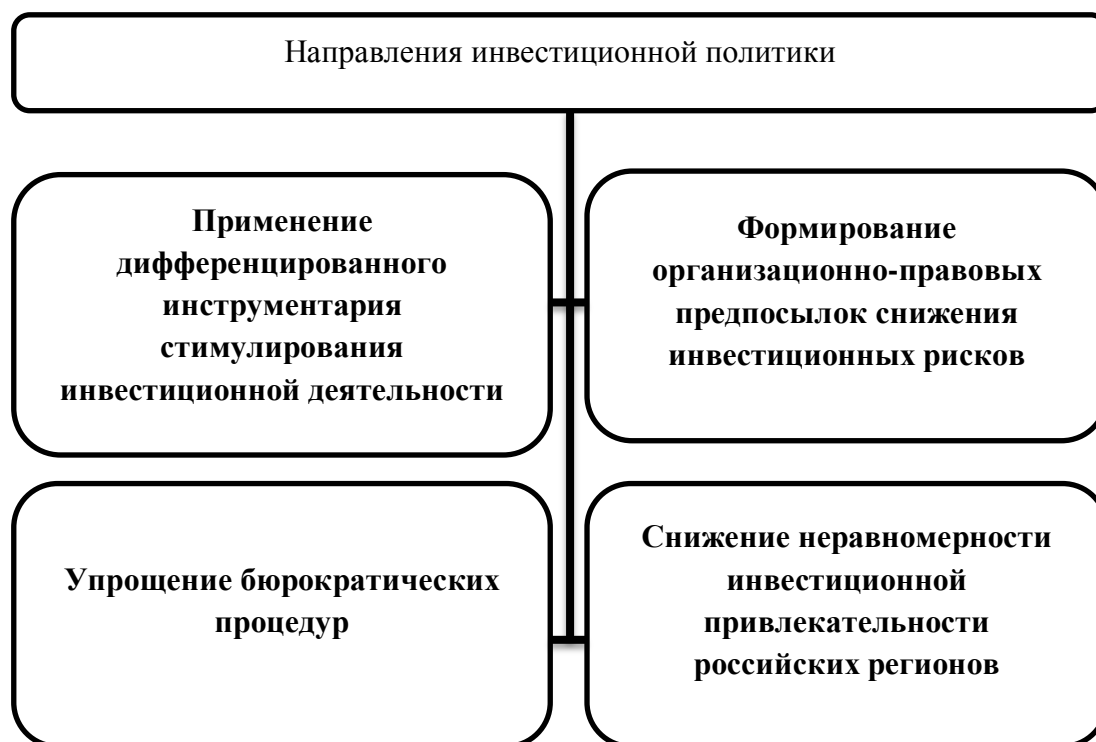 Направления инвестиционной политики
Применение
дифференцированного
инструментария
стимулирования
инвестиционной деятельности
Формирование
организационно-правовых
предпосылок снижения
инвестиционных рисков
Упрощение бюрократических
процедур
Снижение неравномерности
инвестиционной
привлекательности
российских регионов